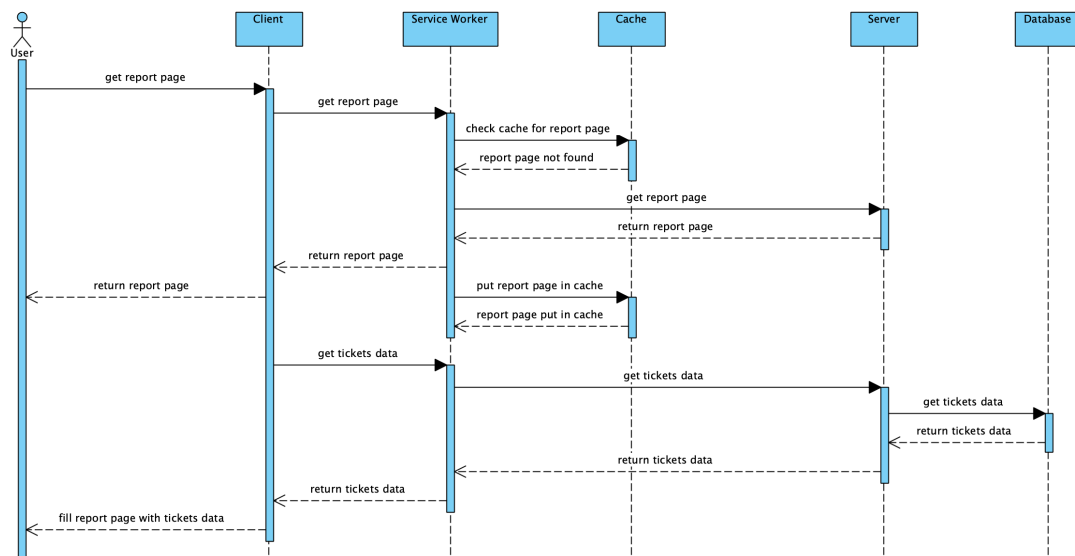 Client
Service Worker
Cache
Server
Database
User
get report page
get report page
check cache for report page
report page not found
get report page
return report page
return report page
return report page
put report page in cache
report page put in cache
get tickets data
get tickets data
get tickets data
return tickets data
return tickets data
return tickets data
fill report page with tickets data